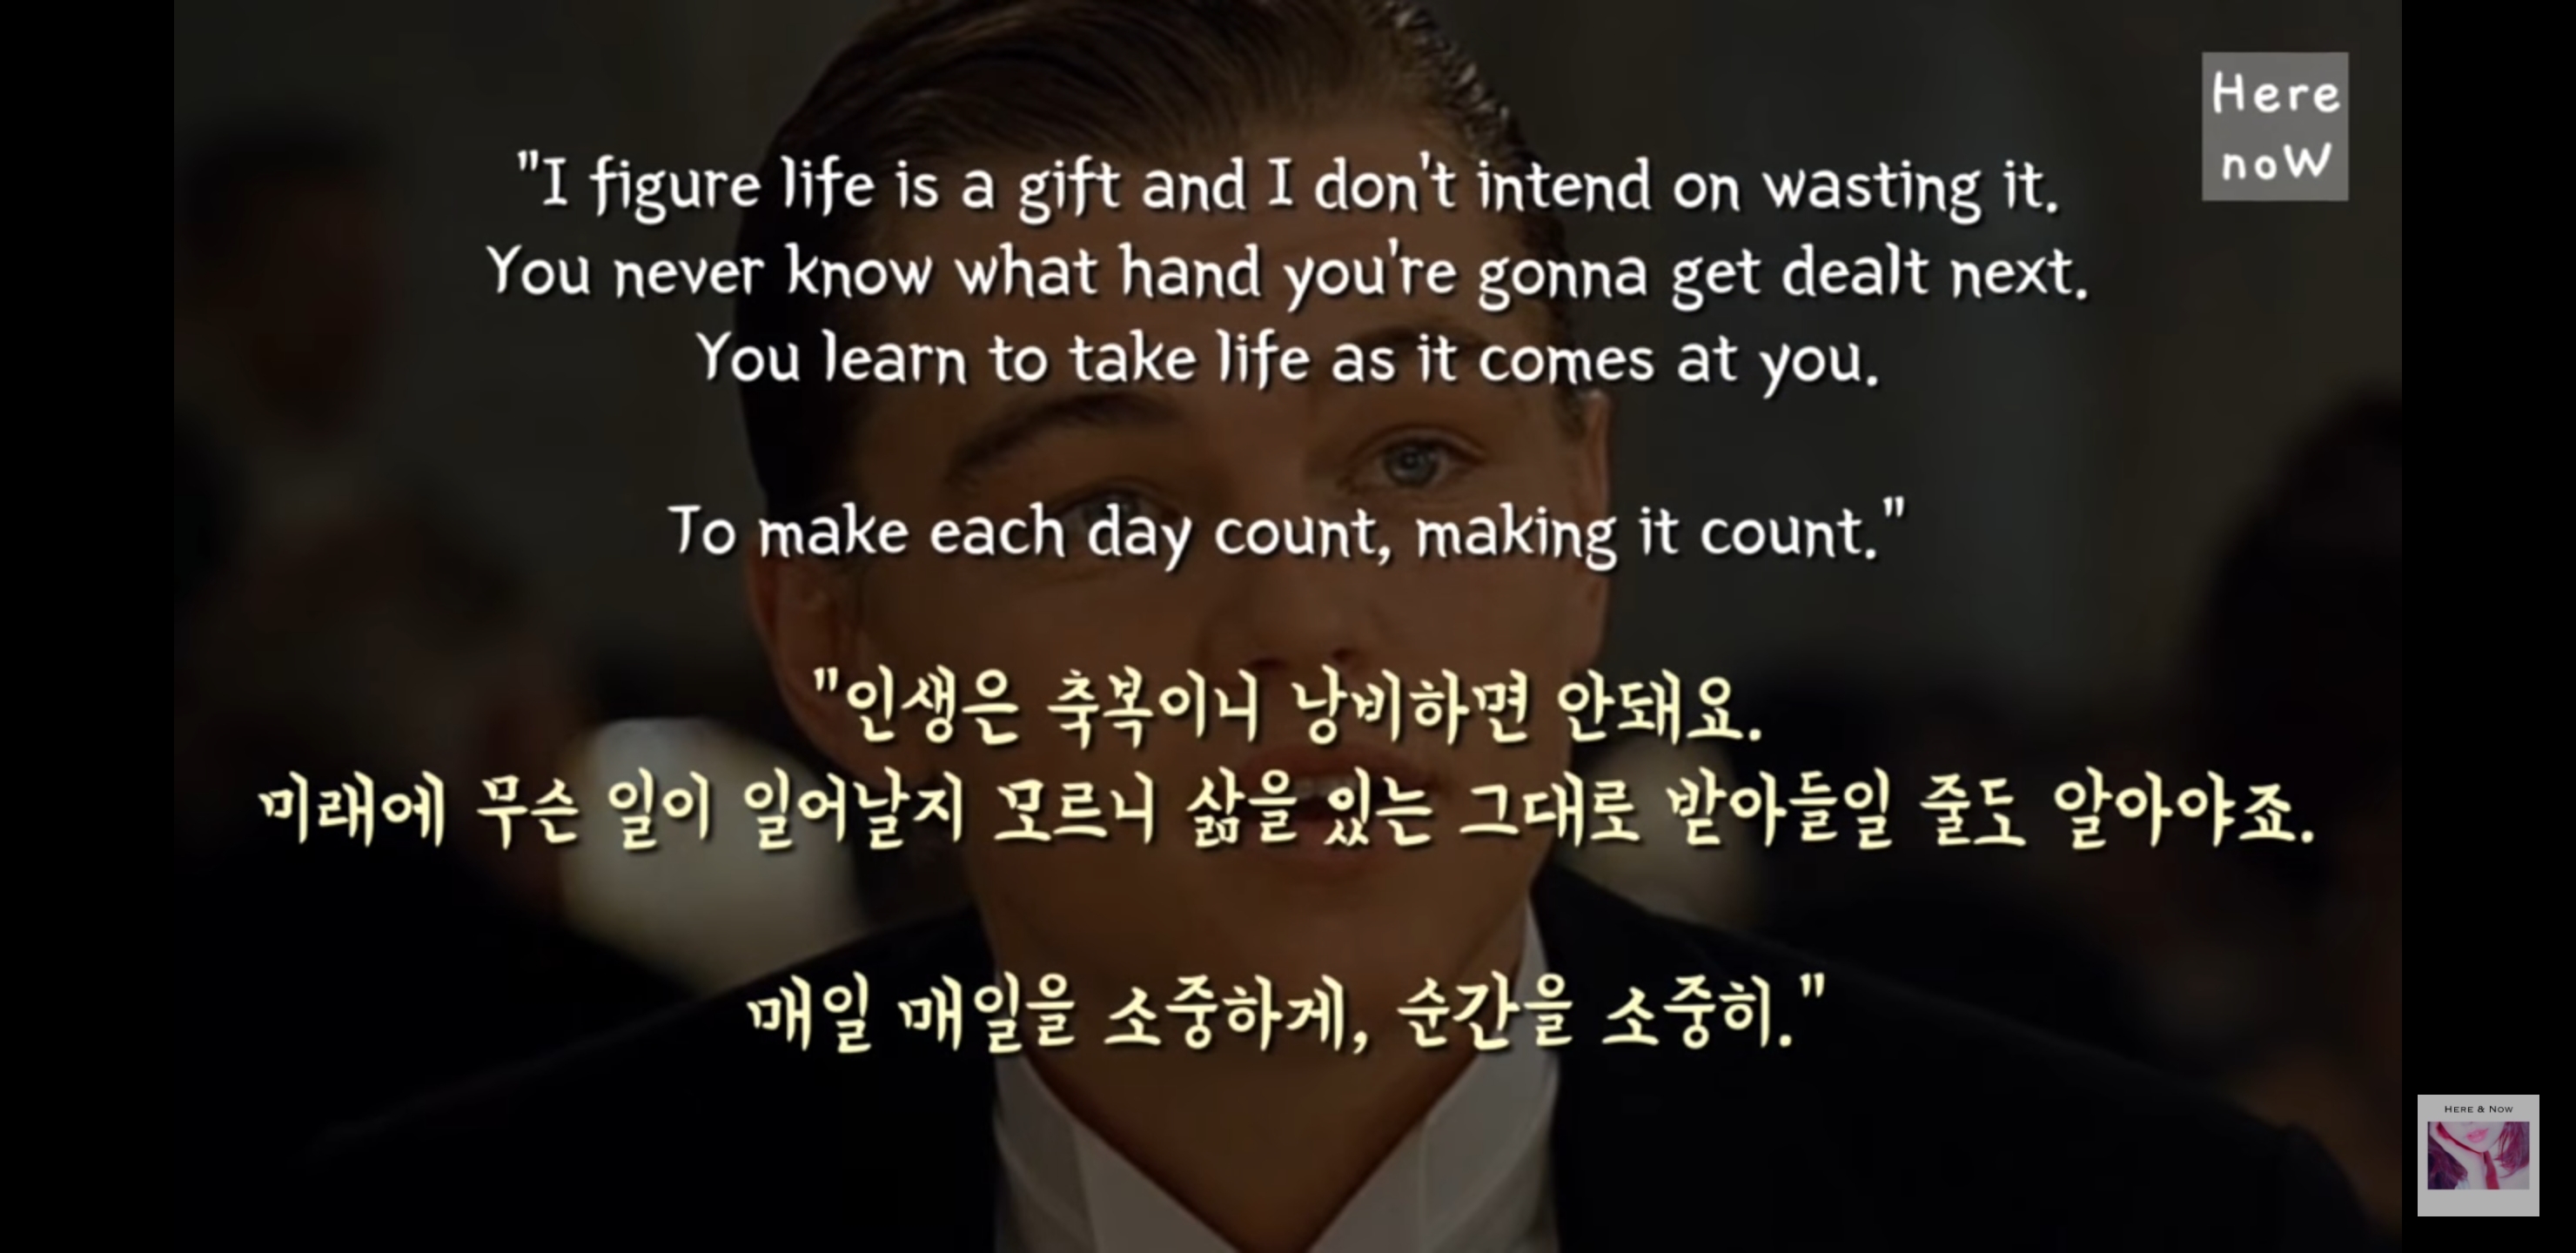 Here
noW
"I figure life is a gift and I don't intend on wasting it.
You never know what hand you're gonna get dealt next.
You learn to take life as it comes at you.
To make each day count, making it count."
"인생은 축복이니 낭비하면 안돼요.
미래에 무슨 일이 일어날지 모르니 삶을 있는 그대로 받아들일 줄도 알아야죠.
매일 매일을 소중하게, 순간을 소중히."
HERE & NOW